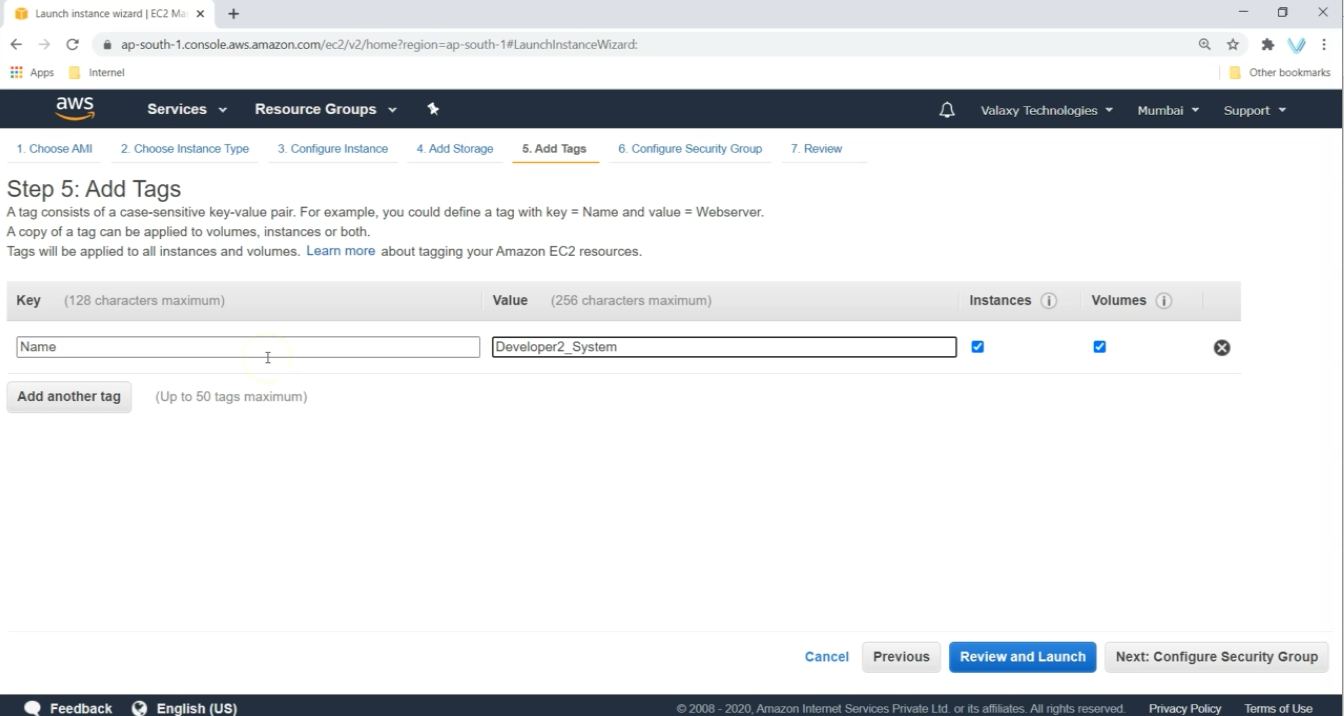 Launch instance wizard | EC2 Ma
ap-south-1.console.aws.amazon.com/ec2/v2/home?region=ap-south-1#LaunchInstanceWizard:
Apps Internet Other bookmarks
aws Services Resource Groups Valaxy Technologies Mumbai Support
1. Choose AMI 2. Choose Instance Type 3. Configure Instance 4. Add Storage 5. Add Tags 6. Configure Security Group 7. Review
Step 5: Add Tags
A tag consists of a case-sensitive key-value pair. For example, you could define a tag with key = Name and value = Webserver.
A copy of a tag can be applied to volumes, instances or both.
Tags will be applied to all instances and volumes. Learn more about tagging your Amazon EC2 resources.
Key (128 characters maximum) Value (256 characters maximum) Instances i Volumes i
Name Developer2_System
Add another tag (Up to 50 tags maximum)
Cancel Previous Review and Launch Next: Configure Security Group
Feedback English (US) © 2008 - 2020, Amazon Internet Services Private Ltd. or its affiliates. All rights reserved. Privacy Policy Terms of Use